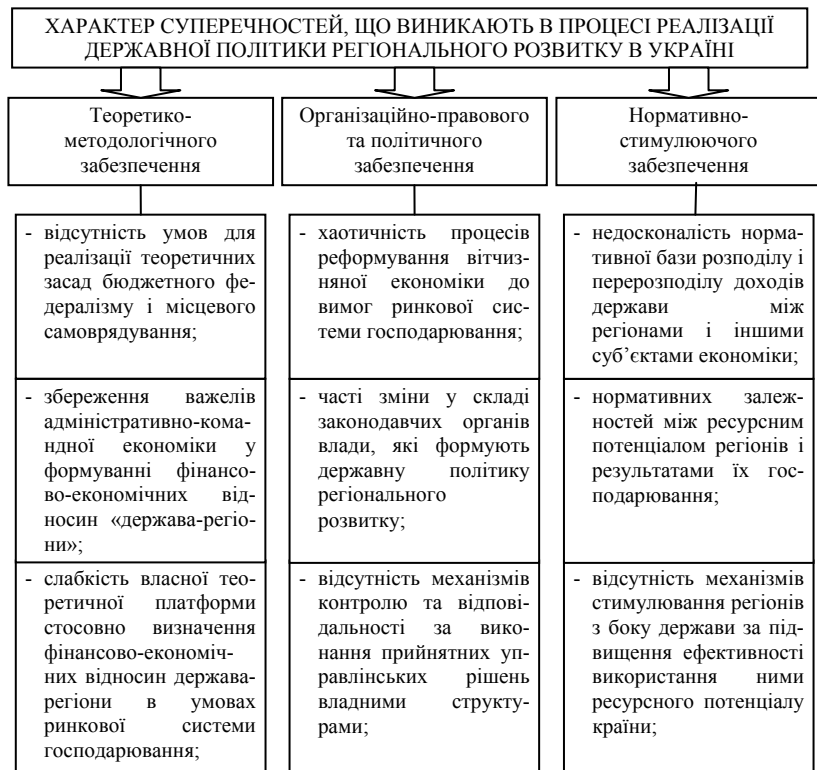 ХАРАКТЕР СУПЕРЕЧНОСТЕЙ, ЩО ВИНИКАЮТЬ В ПРОЦЕСІ РЕАЛІЗАЦІЇ
ДЕРЖАВНОЇ ПОЛІТИКИ РЕГІОНАЛЬНОГО РОЗВИТКУ В УКРАЇНІ
Теоретико-
методологічного
забезпечення
Організаційно-правового
та політичного
забезпечення
Нормативно-
стимулюючого
забезпечення
- відсутність умов для
реалізації теоретичних
засад бюджетного фе-
дералізму і місцевого
самоврядування;
- збереження важелів
адміністративно-кома-
ндної економіки у
формуванні фінансо-
во-економічних від-
носин «держава-регіо-
ни»;
- слабкість власної тео-
ретичної платформи
стосовно визначення
фінансово-економіч-
них відносин держава-
регіони в умовах
ринкової системи
господарювання;
- хаотичність процесів
реформування вітчиз-
няної економіки до
вимог ринкової сис-
теми господарювання;
- часті зміни у складі
законодавчих органів
влади, які формують
державну політику
регіонального
розвитку;
- відсутність механізмів
контролю та відпові-
дальності за вико-
нання прийнятних уп-
равлінських рішень
владними структу-
рами;
- недосконалість норма-
тивної бази розподілу і
перерозподілу доходів
держави між
регіонами і іншими
суб’єктами економіки;
- нормативних залеж-
ностей між ресурсним
потенціалом регіонів і
результатами їх гос-
подарювання;
- відсутність механізмів
стимулювання регіонів
з боку держави за під-
вищення ефективності
використання ними
ресурсного потенціалу
країни;